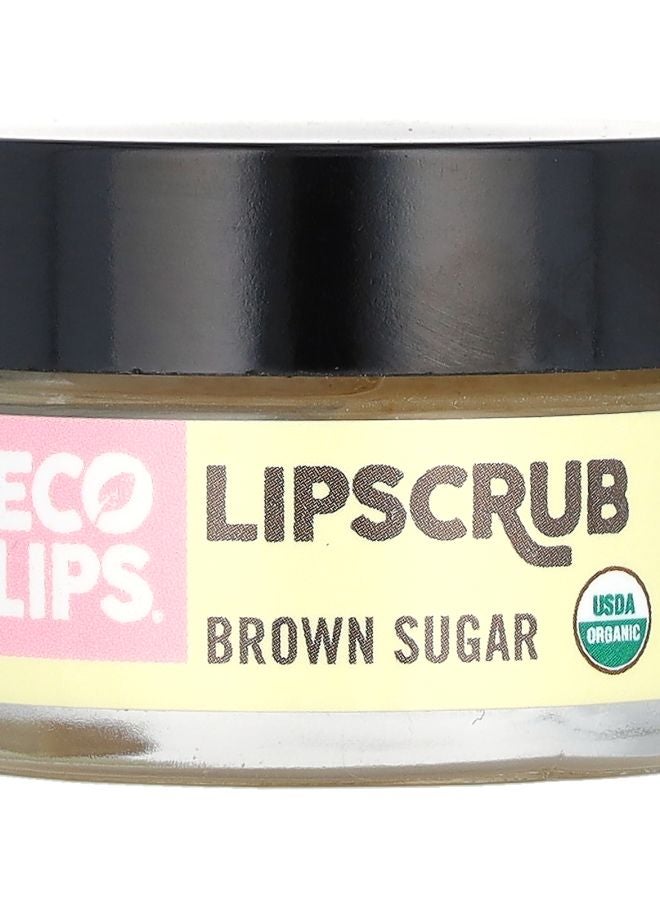 ECO
LIPS®
LIPSCRUB
BROWN SUGAR
USDA
ORGANIC